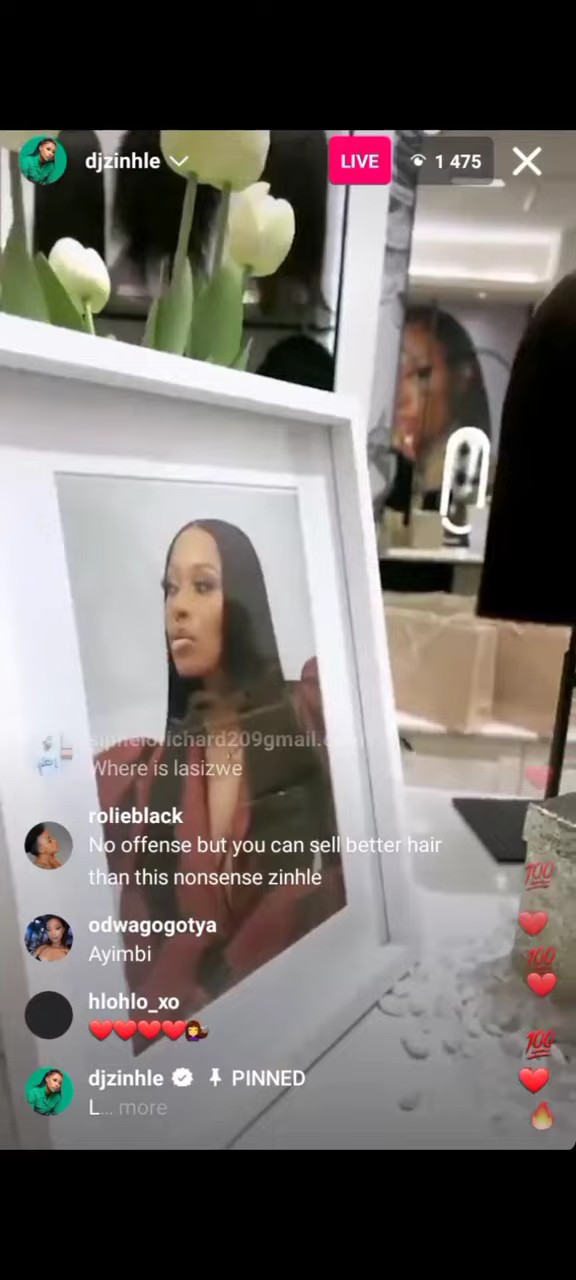 djzinhle
LIVE
1 475
Where is lasizwe
rolieblack
No offense but you can sell better hair
than this nonsense zinhle
odwagogotya
Ayimbi
hlohlo_xo
❤️❤️❤️❤️💇‍♀️
djzinhle PINNED
L... more